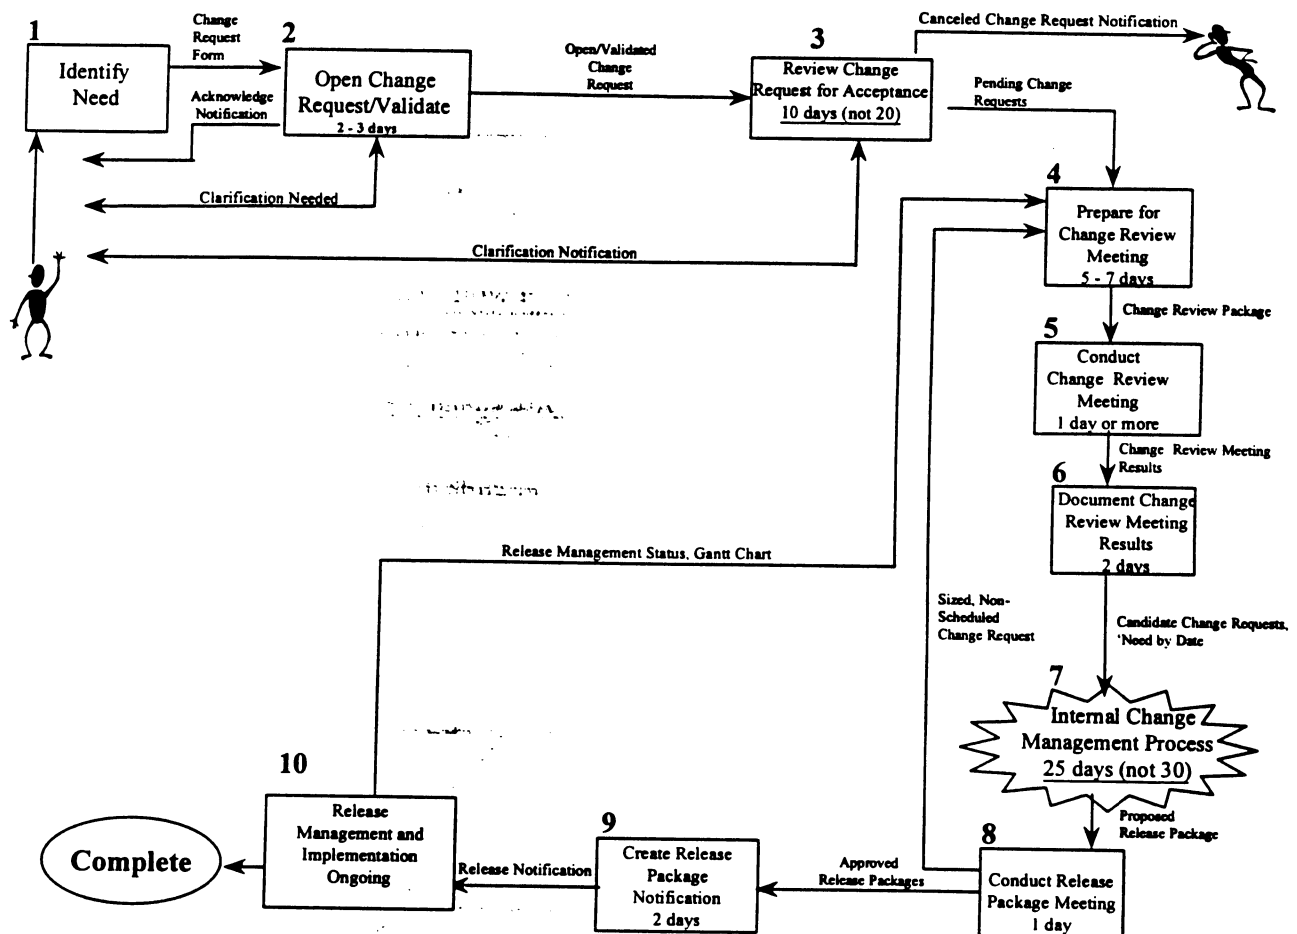 1
Identify
Need
Change
Request
Form
Acknowledge
Notification
2
Open Change
Request/Validate
2 - 3 days
Open/Validated
Change
Request
3
Review Change
Request for Acceptance
10 days (not 20)
Canceled Change Request Notification
Pending Change
Requests
Clarification Needed
Clarification Notification
4
Prepare for
Change Review
Meeting
5 - 7 days
Change Review Package
5
Conduct
Change Review
Meeting
1 day or more
Change Review Meeting
Results
6
Document Change
Review Meeting
Results
2 days
Release Management Status, Gantt Chart
Sized, Non-
Scheduled
Change Request
Candidate Change Requests,
'Need by Date
7
Internal Change
Management Process
25 days (not 30)
Proposed
Release Package
8
Conduct Release
Package Meeting
1 day
Approved
Release Packages
9
Create Release
Package
Notification
2 days
Release Notification
10
Release
Management and
Implementation
Ongoing
Complete